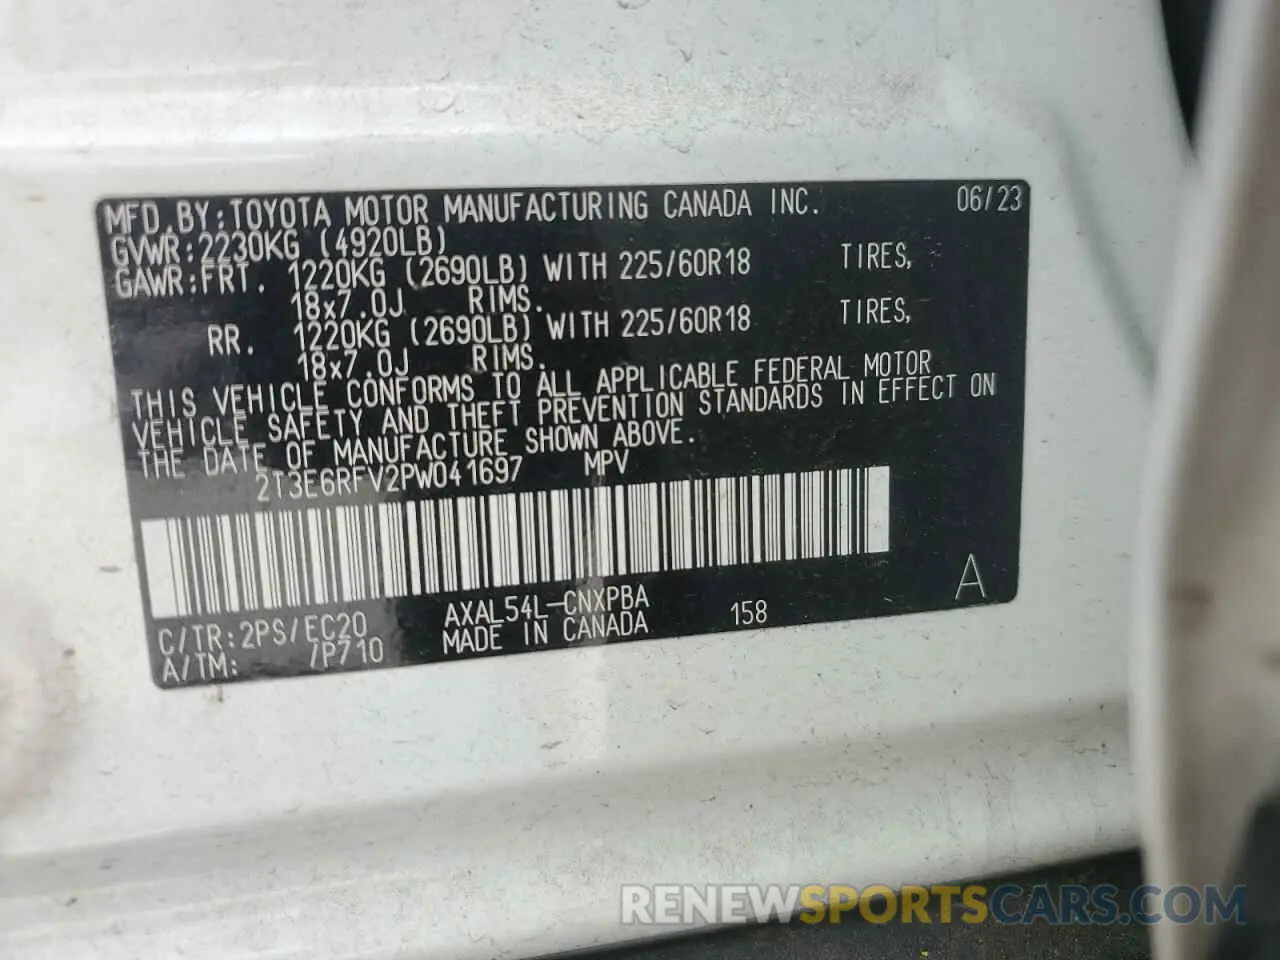 MFD.BY:TOYOTA MOTOR MANUFACTURING CANADA INC. 06/23
GVWR:2230KG (4920LB)
GAWR:FRT. 1220KG (2690LB) WITH 225/60R18 TIRES,
18x7.0J RIMS.
RR. 1220KG (2690LB) WITH 225/60R18 TIRES,
18x7.0J RIMS.
THIS VEHICLE CONFORMS TO ALL APPLICABLE FEDERAL MOTOR
VEHICLE SAFETY AND THEFT PREVENTION STANDARDS IN EFFECT ON
THE DATE OF MANUFACTURE SHOWN ABOVE.
2T3E6RFV2PW041697 MPV
C/TR:2PS/EC20 AXAL54L-CNXPBA 158 A
A/TM: /P710 MADE IN CANADA
RENEWSPORTSCARS.COM